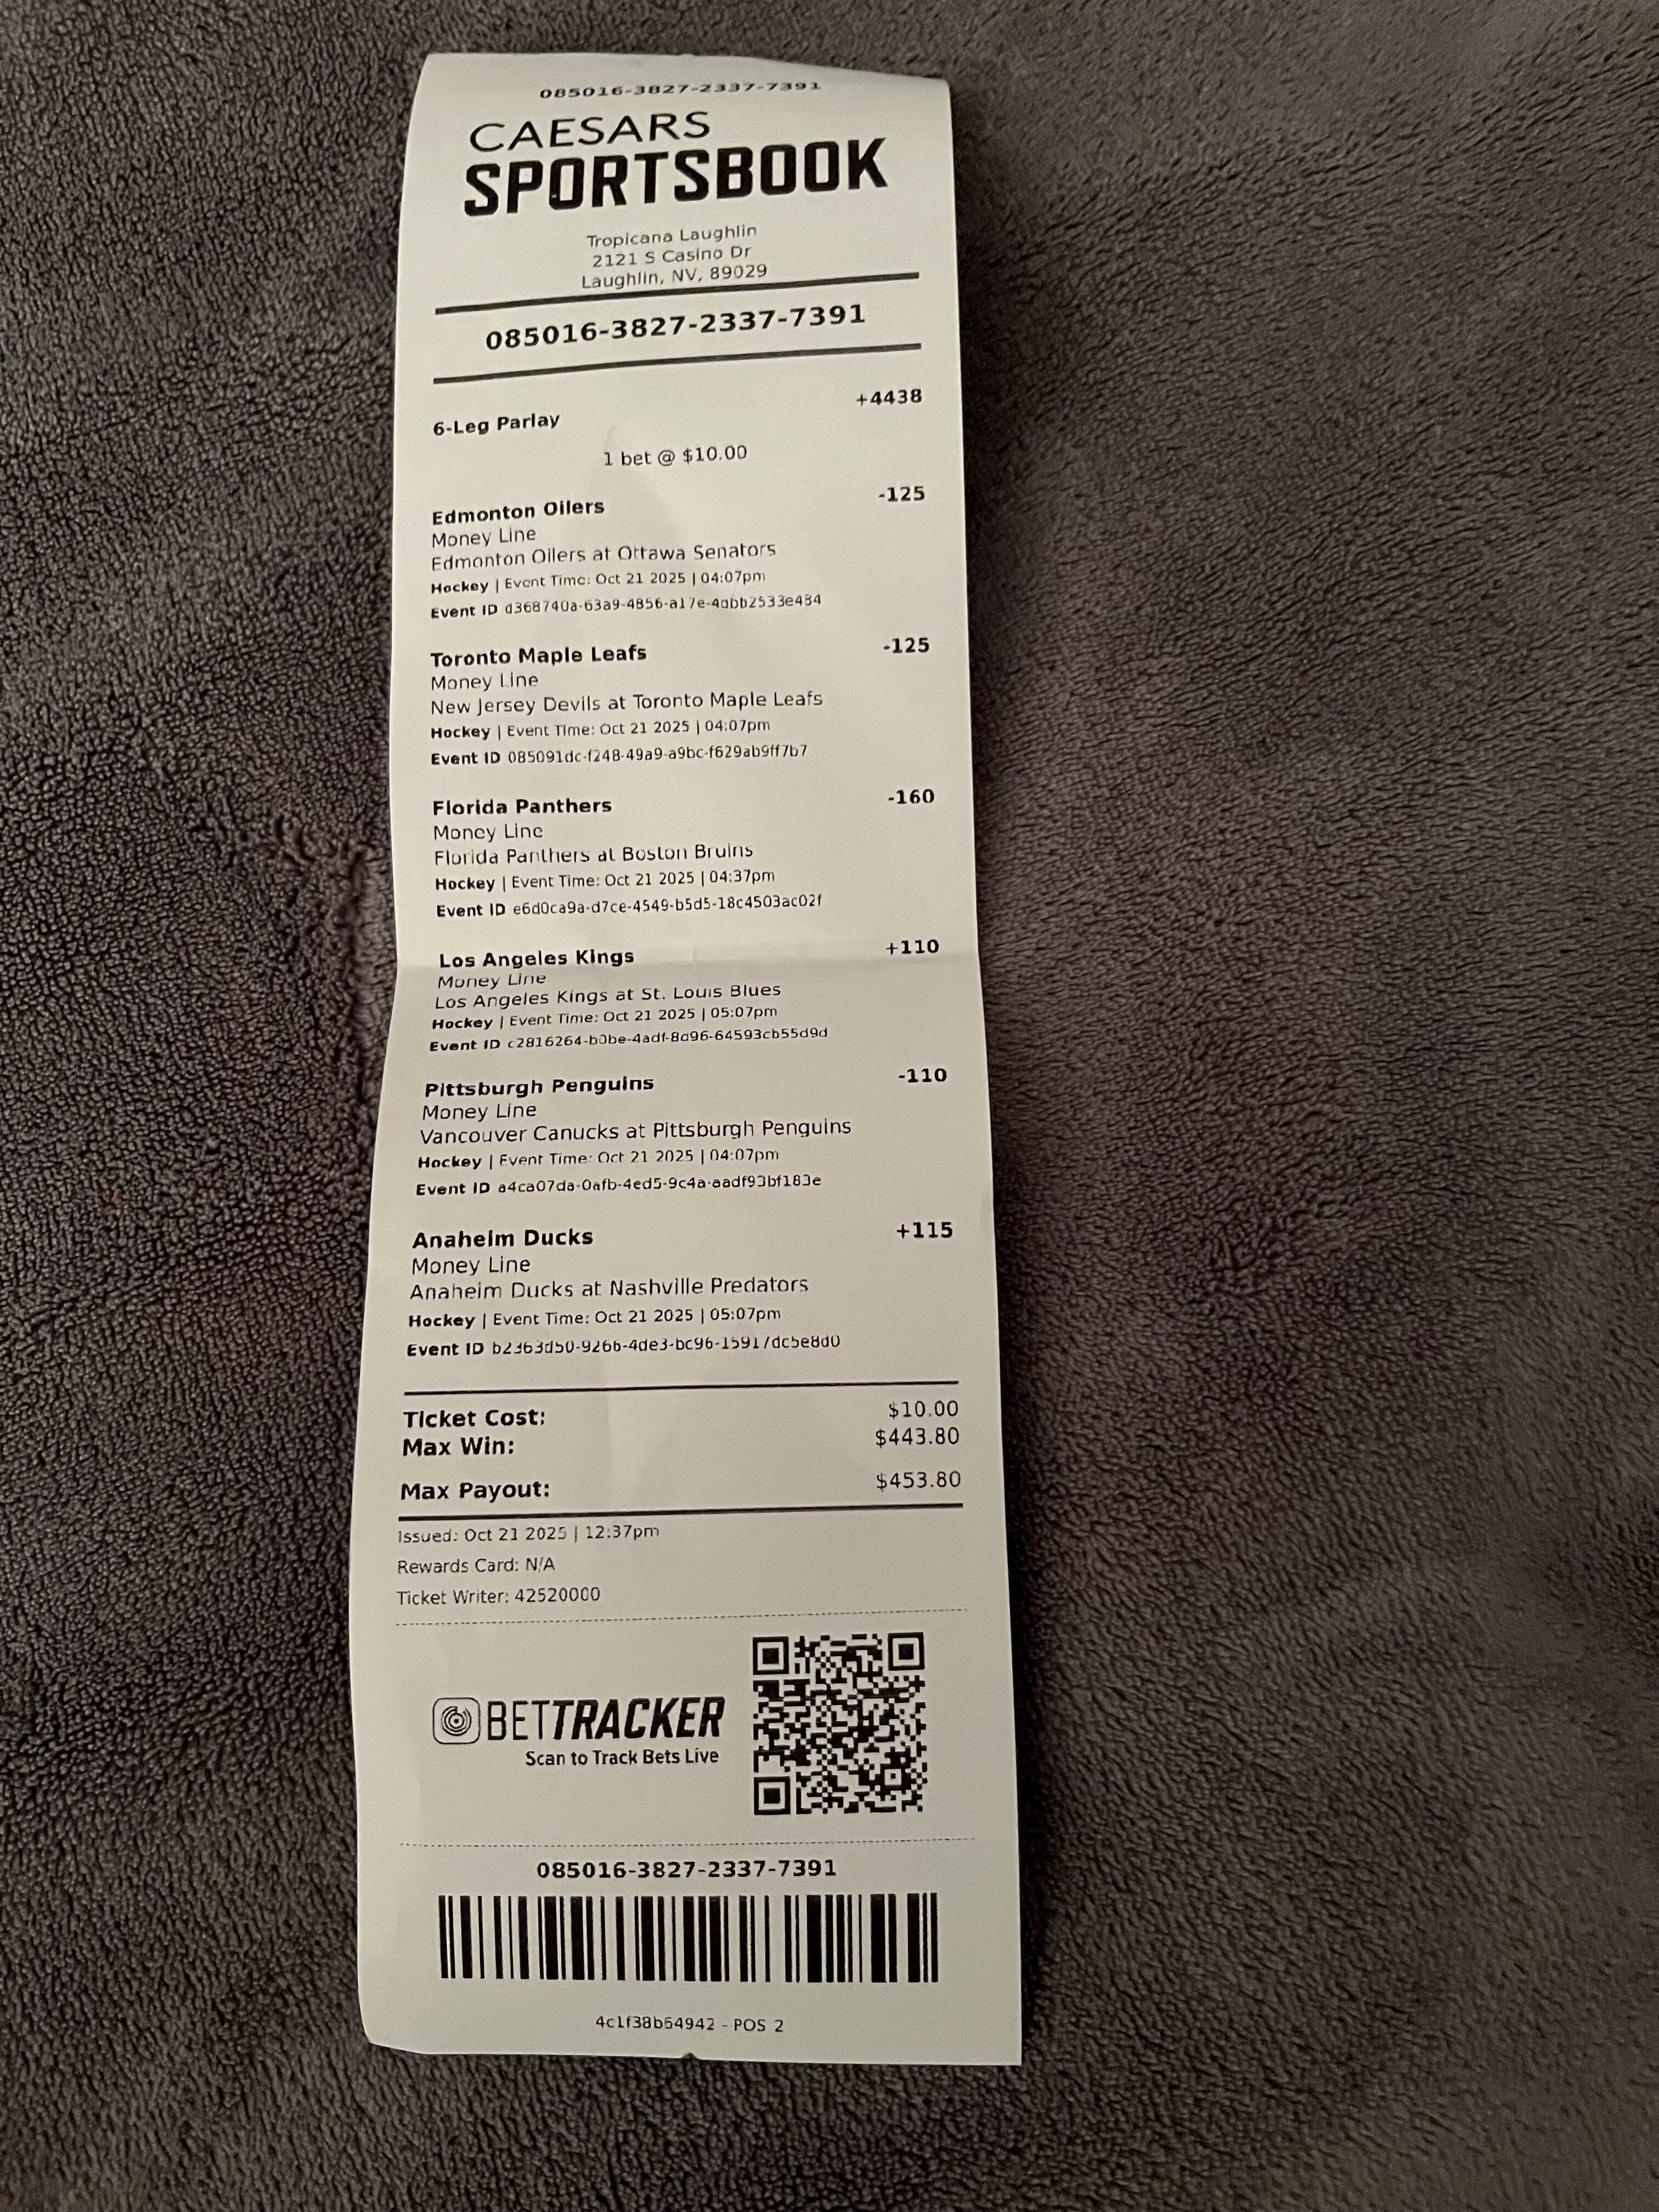 085016-3827-2337-7391
CAESARS
SPORTSBOOK
Tropicana Laughlin
2121 S Casino Dr
Laughlin, NV, 89029
085016-3827-2337-7391
6-Leg Parlay +4438
1 bet @ $10.00
Edmonton Oilers -125
Money Line
Edmonton Oilers at Ottawa Senators
Hockey | Event Time: Oct 21 2025 | 04:07pm
Event ID d368740a-63a9-4856-a17e-4abb2533e484
Toronto Maple Leafs -125
Money Line
New Jersey Devils at Toronto Maple Leafs
Hockey | Event Time: Oct 21 2025 | 04:07pm
Event ID 085091dc-f248-49a9-a9bc-f629ab9ff7b7
Florida Panthers -160
Money Line
Florida Panthers at Boston Bruins
Hockey | Event Time: Oct 21 2025 | 04:37pm
Event ID e6d0ca9a-d7ce-4549-b5d5-18c4503ac02f
Los Angeles Kings +110
Money Line
Los Angeles Kings at St. Louis Blues
Hockey | Event Time: Oct 21 2025 | 05:07pm
Event ID c2816264-b0be-4adf-8a96-64593cb55d9d
Pittsburgh Penguins -110
Money Line
Vancouver Canucks at Pittsburgh Penguins
Hockey | Event Time: Oct 21 2025 | 04:07pm
Event ID a4ca07da-0afb-4ed5-9c4a-aadf93bf183e
Anaheim Ducks +115
Money Line
Anaheim Ducks at Nashville Predators
Hockey | Event Time: Oct 21 2025 | 05:07pm
Event ID b2363d50-926b-4de3-bc96-15917dc5e8d0
Ticket Cost: $10.00
Max Win: $443.80
Max Payout: $453.80
Issued: Oct 21 2025 | 12:37pm
Rewards Card: N/A
Ticket Writer: 42520000
BETTRACKER
Scan to Track Bets Live
085016-3827-2337-7391
4c1f38b64942 - POS 2